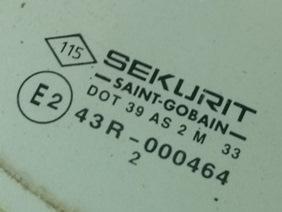 115
SEKURIT
SAINT-GOBAIN
DOT 39 AS 2 M 33
E2
43R-000464
2